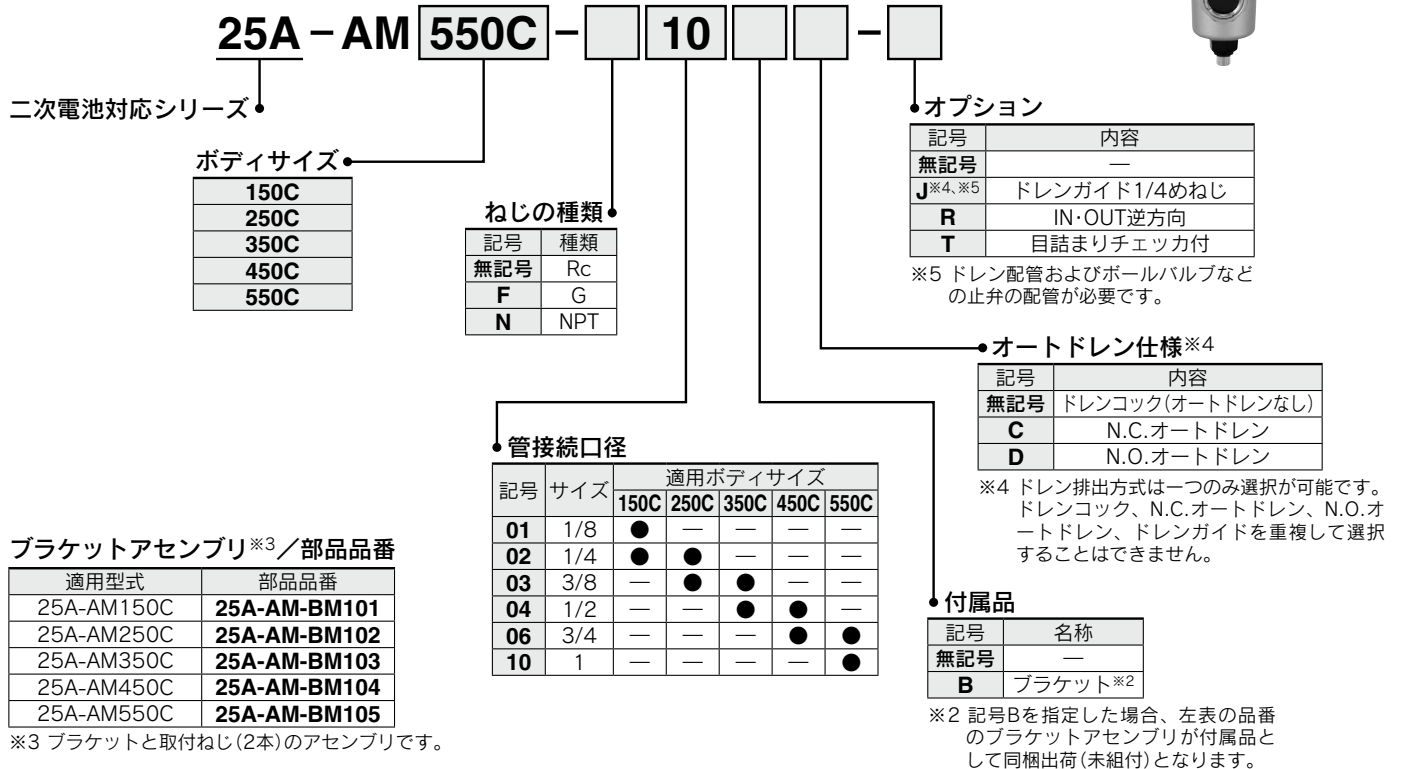 25A-AM 550C - 10 -
二次電池対応シリーズ
ボディサイズ
150C
250C
350C
450C
550C
ねじの種類
記号 種類
無記号 Rc
F G
N NPT
オプション
記号 内容
無記号 —
J※4、※5 ドレンガイド1/4めねじ
R IN·OUT逆方向
T 目詰まりチェッカ付
※5 ドレン配管およびボールバルブなど
の止弁の配管が必要です。
オートドレン仕様※4
記号 内容
無記号 ドレンコック(オートドレンなし)
C N.C.オートドレン
D N.O.オートドレン
※4 ドレン排出方式は一つのみ選択が可能です。
ドレンコック、N.C.オートドレン、N.O.オ
ートドレン、ドレンガイドを重複して選択
することはできません。
管接続口径
記号 サイズ 適用ボディサイズ
150C 250C 350C 450C 550C
01 1/8 ● — — — —
02 1/4 ● ● — — —
03 3/8 — ● ● — —
04 1/2 — — ● ● —
06 3/4 — — — ● ●
10 1 — — — — ●
付属品
記号 名称
無記号 —
B ブラケット※2
※2 記号Bを指定した場合、左表の品番
のブラケットアセンブリが付属品と
して同梱出荷(未組付)となります。
ブラケットアセンブリ※3／部品品番
適用型式 部品品番
25A-AM150C 25A-AM-BM101
25A-AM250C 25A-AM-BM102
25A-AM350C 25A-AM-BM103
25A-AM450C 25A-AM-BM104
25A-AM550C 25A-AM-BM105
※3 ブラケットと取付ねじ(2本)のアセンブリです。